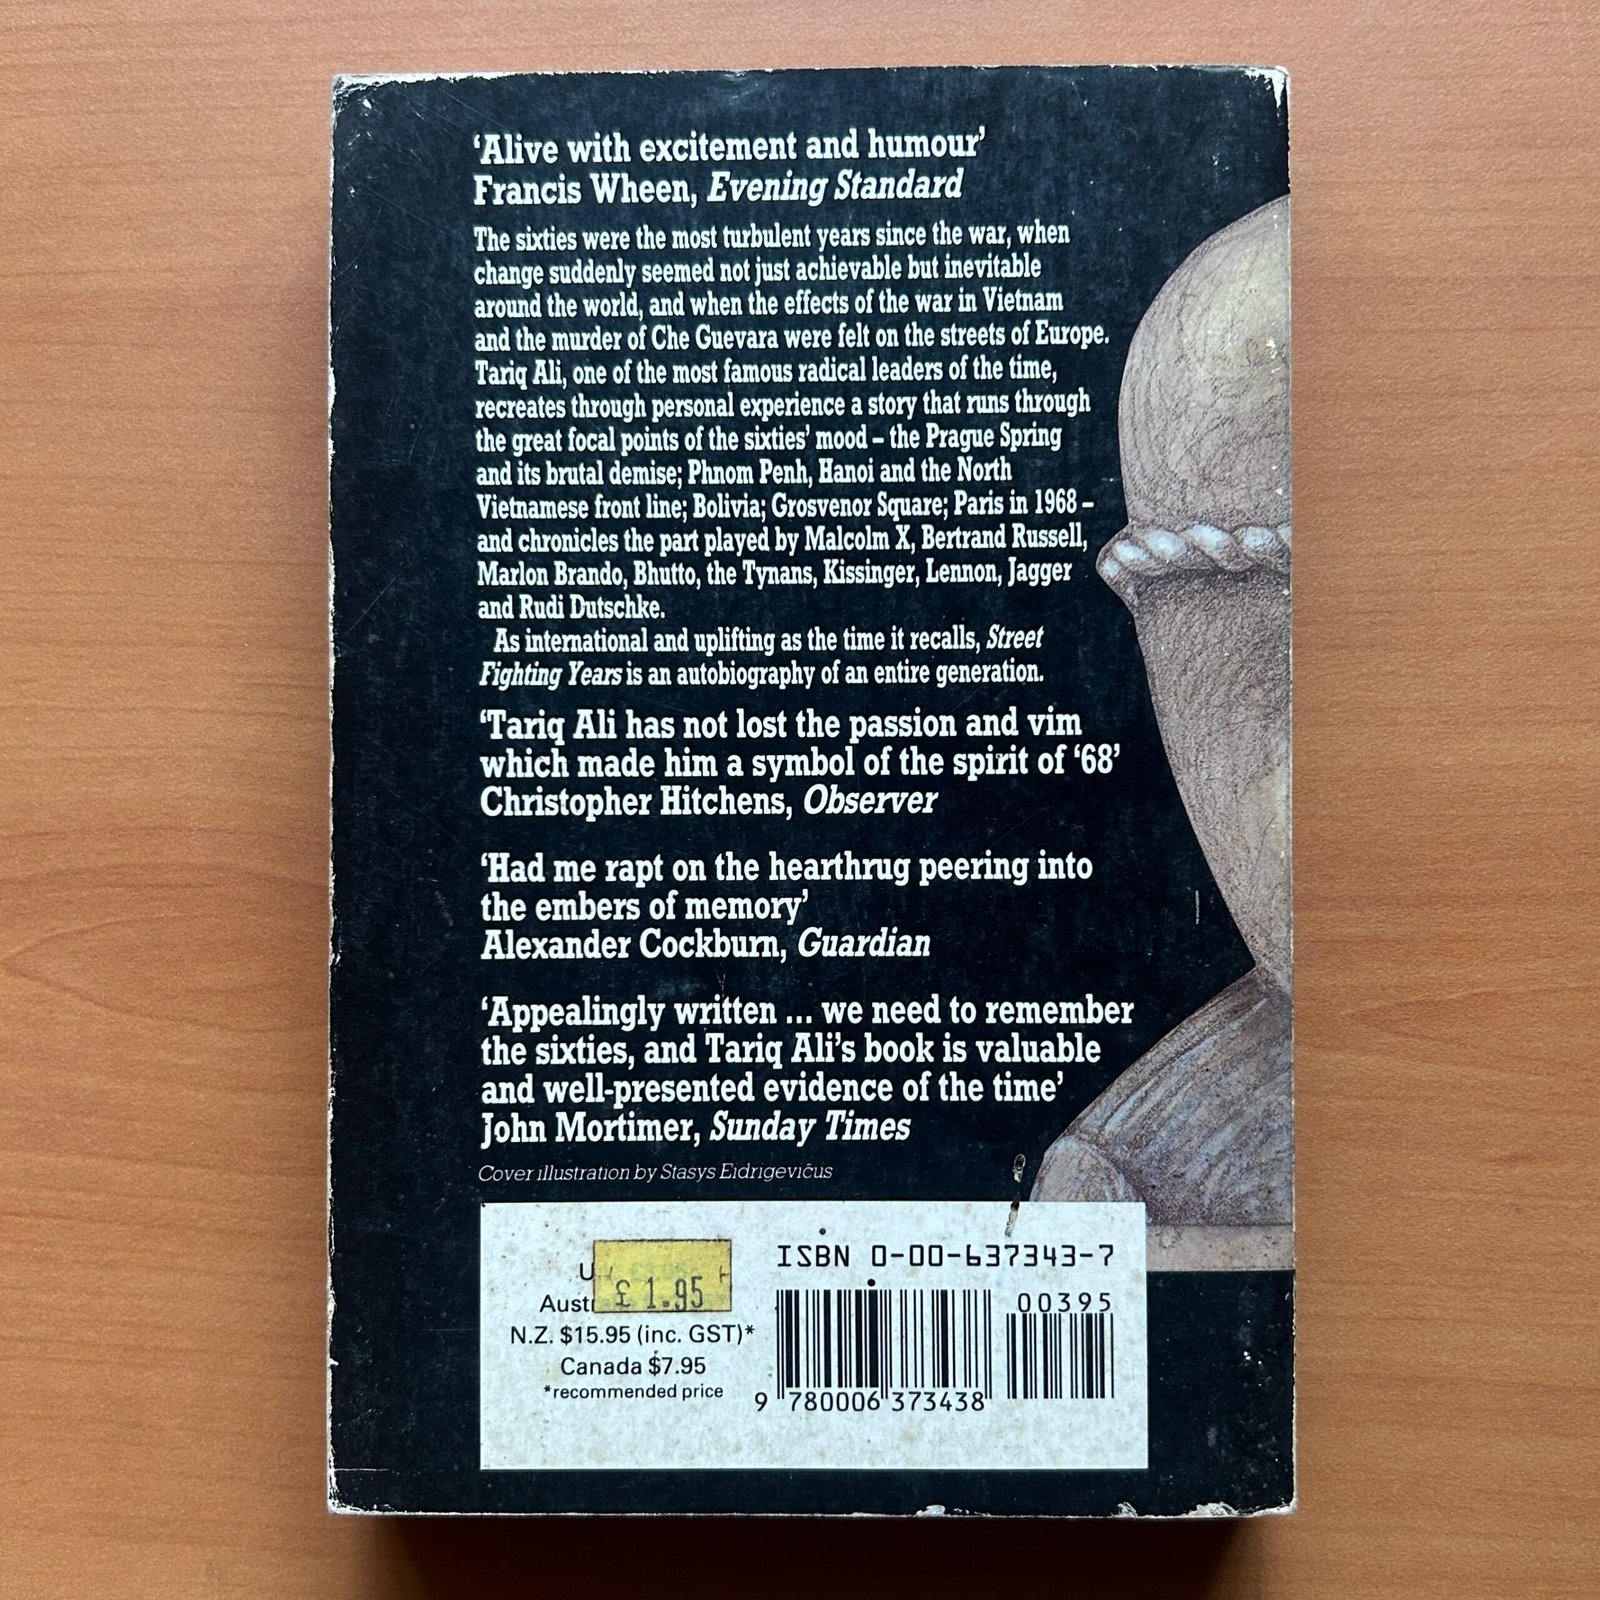 ‘Alive with excitement and humour’
Francis Wheen, Evening Standard
The sixties were the most turbulent years since the war, when
change suddenly seemed not just achievable but inevitable
around the world, and when the effects of the war in Vietnam
and the murder of Che Guevara were felt on the streets of Europe.
Tariq Ali, one of the most famous radical leaders of the time,
recreates through personal experience a story that runs through
the great focal points of the sixties’ mood – the Prague Spring
and its brutal demise; Phnom Penh, Hanoi and the North
Vietnamese front line; Bolivia; Grosvenor Square; Paris in 1968 –
and chronicles the part played by Malcolm X, Bertrand Russell,
Marlon Brando, Bhutto, the Tynans, Kissinger, Lennon, Jagger
and Rudi Dutschke.
As international and uplifting as the time it recalls, Street
Fighting Years is an autobiography of an entire generation.
‘Tariq Ali has not lost the passion and vim
which made him a symbol of the spirit of ‘68’
Christopher Hitchens, Observer
‘Had me rapt on the hearthrug peering into
the embers of memory’
Alexander Cockburn, Guardian
‘Appealingly written ... we need to remember
the sixties, and Tariq Ali’s book is valuable
and well-presented evidence of the time’
John Mortimer, Sunday Times
Cover illustration by Stasys Eidrigevičus
£1.95
N.Z. $15.95 (inc. GST)*
Canada $7.95
*recommended price
ISBN 0-00-637343-7
00395
9 780006 373438